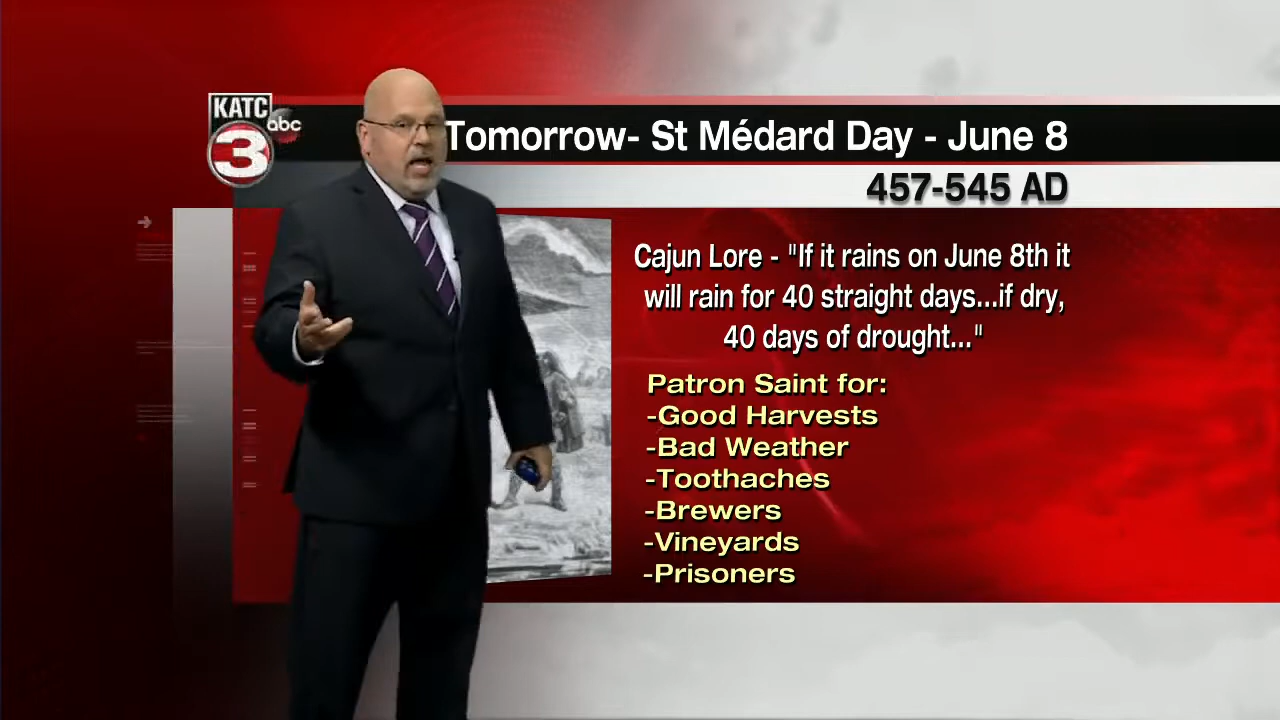 KATC
abc
3
Tomorrow- St Médard Day - June 8
457-545 AD
Cajun Lore - "If it rains on June 8th it
will rain for 40 straight days...if dry,
40 days of drought..."
Patron Saint for:
-Good Harvests
-Bad Weather
-Toothaches
-Brewers
-Vineyards
-Prisoners